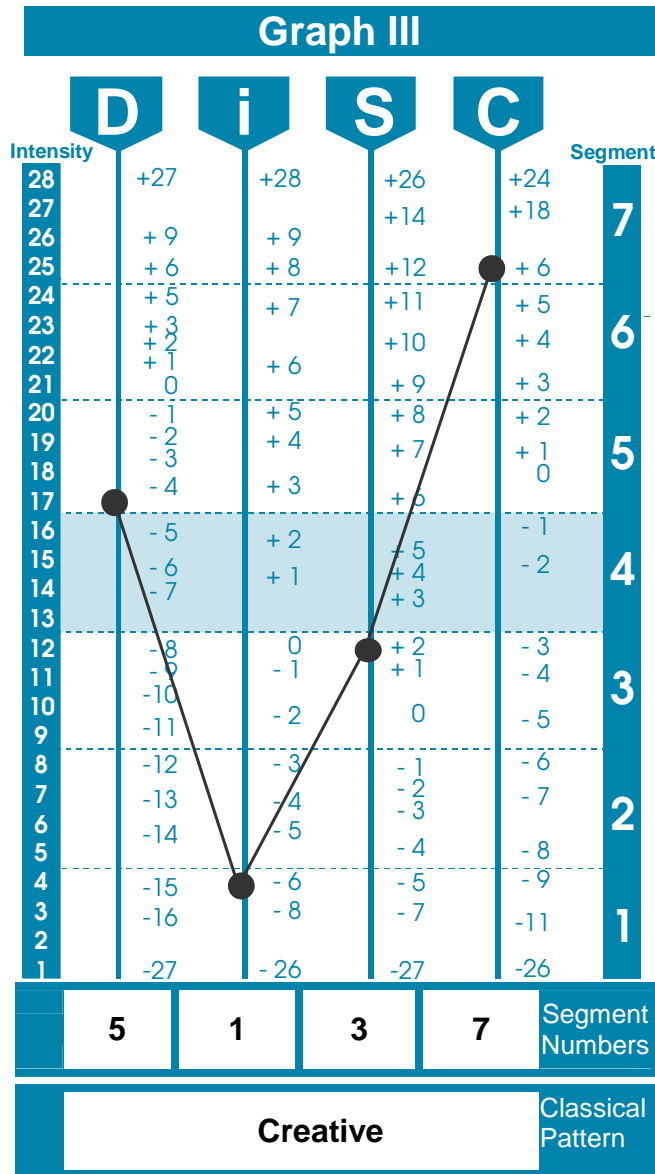 Graph III
D i S C
Intensity Segment
28 +27 +28 +26 +24
27 +14 +18
7
26 + 9 + 9
25 + 6 + 8 +12 + 6
24 + 5 + 7 +11 + 5
23 + 3
6
+ 2 +10 + 4
22 + 1 + 6
21 0 + 9 + 3
20 - 1 + 5 + 8 + 2
19 - 2 + 4 + 7 + 1
5
18 - 3 0
- 4 + 3
17 + 6
16 - 5 + 2 - 1
15 - 6 + 1 + 5 - 2
4
14 - 7 + 4
13 + 3
12 -8 0 + 2 - 3
11 - 9 - 1 + 1 - 4
3
10 -10 - 2 0 - 5
9 -11
8 -12 - 3 - 1 - 6
7 -13 - 4 - 2 - 7
2
6 -14 - 5 - 3
5 - 4 - 8
4 -15 - 6 - 5 - 9
3 -16 - 8 - 7 -11
1
2
1 -27 - 26 -27 -26
5 1 3 7 Segment
Numbers
Creative Classical
Pattern